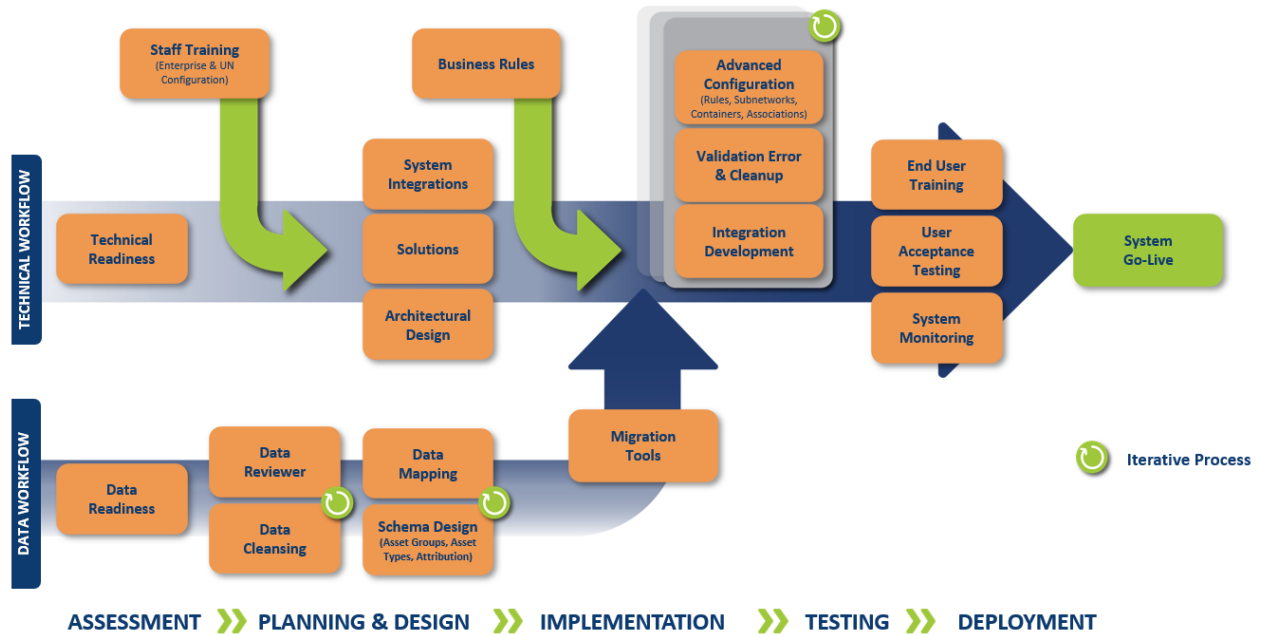 Staff Training
(Enterprise & UN
Configuration)
Business Rules
Advanced
Configuration
(Rules, Subnetworks,
Containers, Associations)
Validation Error
& Cleanup
Integration
Development
TECHNICAL WORKFLOW
Technical
Readiness
System
Integrations
Solutions
Architectural
Design
End User
Training
User
Acceptance
Testing
System
Monitoring
System
Go-Live
DATA WORKFLOW
Data
Readiness
Data
Reviewer
Data
Cleansing
Data
Mapping
Schema Design
(Asset Groups, Asset
Types, Attribution)
Migration
Tools
Iterative Process
ASSESSMENT PLANNING & DESIGN IMPLEMENTATION TESTING DEPLOYMENT